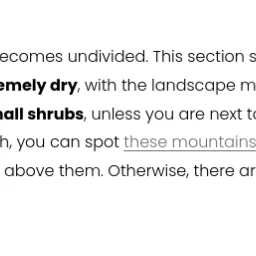 ecomes undivided. This section s
emely dry, with the landscape m
nall shrubs, unless you are next to
h, you can spot these mountains
above them. Otherwise, there ar